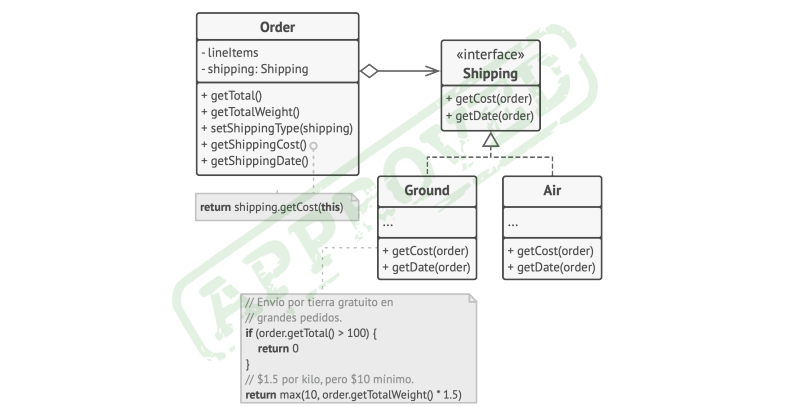 Order
- lineItems
- shipping: Shipping
+ getTotal()
+ getTotalWeight()
+ setShippingType(shipping)
+ getShippingCost()
+ getShippingDate()
return shipping.getCost(this)
«interface»
Shipping
+ getCost(order)
+ getDate(order)
Ground
...
+ getCost(order)
+ getDate(order)
Air
...
+ getCost(order)
+ getDate(order)
// Envío por tierra gratuito en
// grandes pedidos.
if (order.getTotal() > 100) {
return 0
}
// $1.5 por kilo, pero $10 mínimo.
return max(10, order.getTotalWeight() * 1.5)
APPROVED